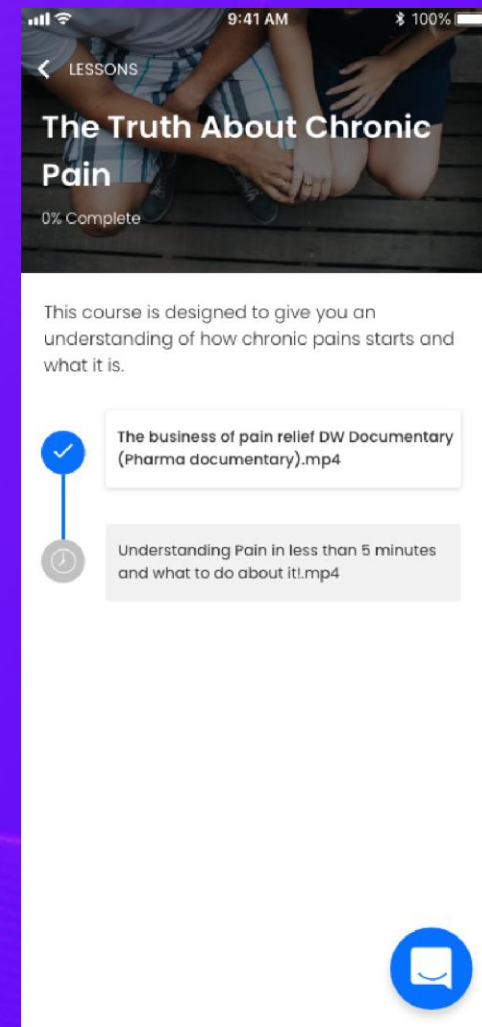 9:41 AM
100%
LESSONS
The Truth About Chronic
Pain
0% Complete
This course is designed to give you an
understanding of how chronic pains starts and
what it is.
The business of pain relief DW Documentary
(Pharma documentary).mp4
Understanding Pain in less than 5 minutes
and what to do about it!.mp4